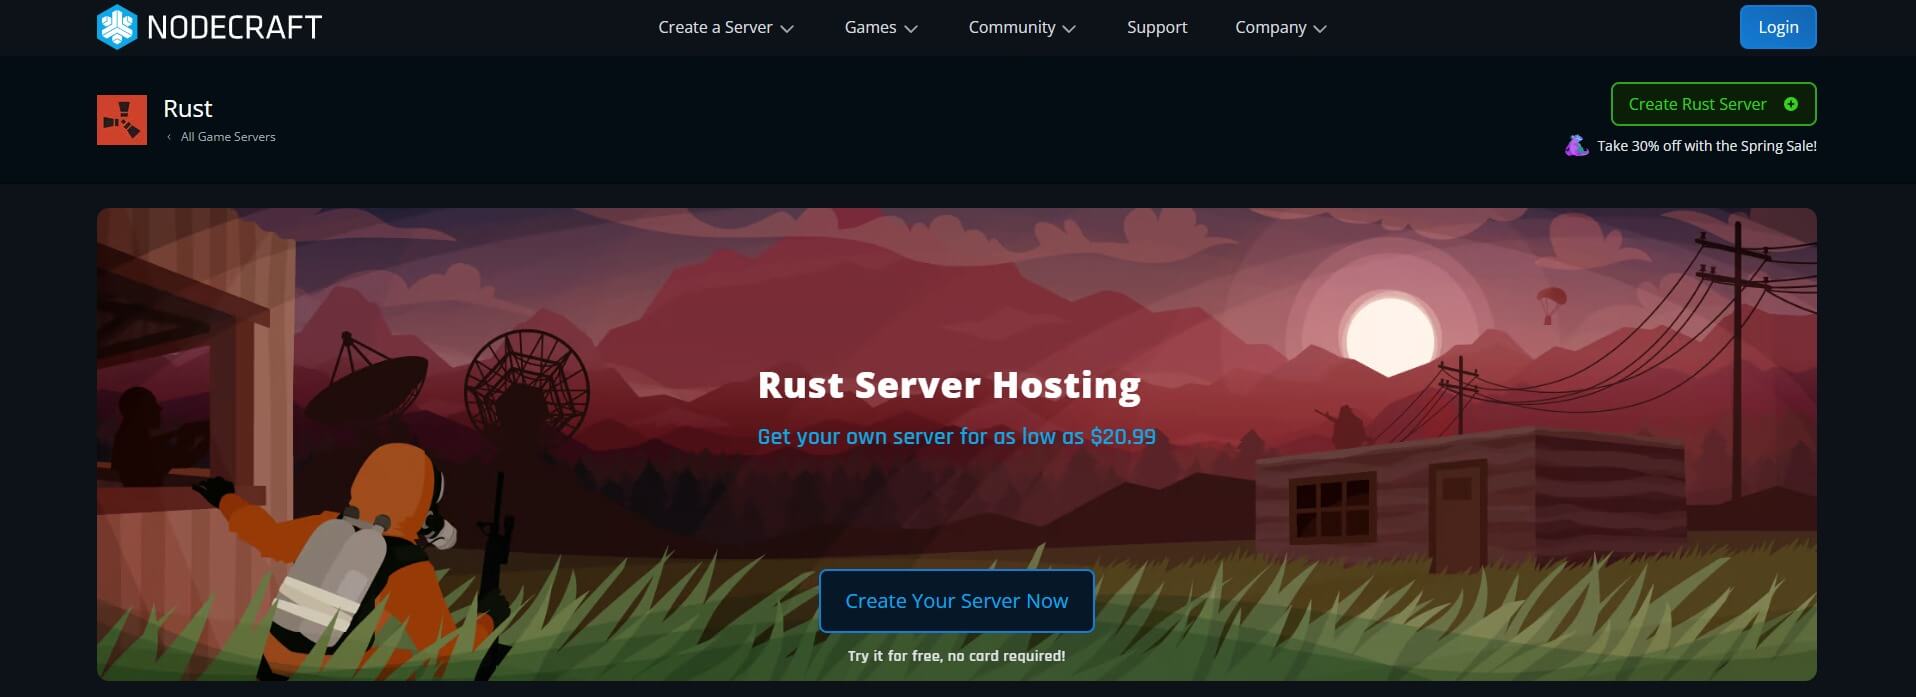 NODECRAFT
Create a Server
Games
Community
Support
Company
Login
Rust
All Game Servers
Create Rust Server
Take 30% off with the Spring Sale!
Rust Server Hosting
Get your own server for as low as $20.99
Create Your Server Now
Try it for free, no card required!